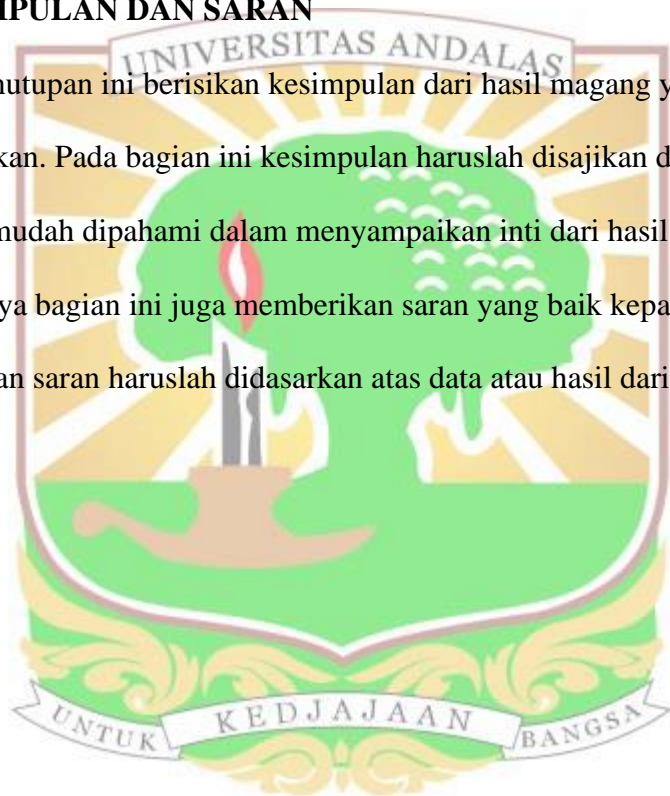 IPULAN DAN SARAN
UNIVERSITAS ANDALAS
nutupan ini berisikan kesimpulan dari hasil magang y
kan. Pada bagian ini kesimpulan haruslah disajikan d
mudah dipahami dalam menyampaikan inti dari hasil
ya bagian ini juga memberikan saran yang baik kepa
an saran haruslah didasarkan atas data atau hasil dari
UNTUK KEDJAJAAN BANGSA